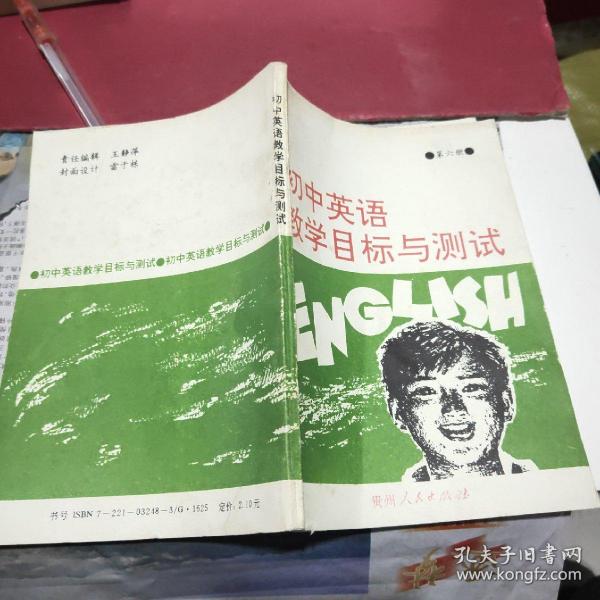 责任编辑 王静萍
封面设计 雷于栋
●初中英语教学目标与测试●初中英语教学目标与测试●
书号 ISBN 7-221-03248-3/G·1625 定价:2.10元
初中英语教学目标与测试
●第六册●
初中英语
教学目标与测试
ENGLISH
贵州人民出版社
孔夫子旧书网
www.kongfz.com